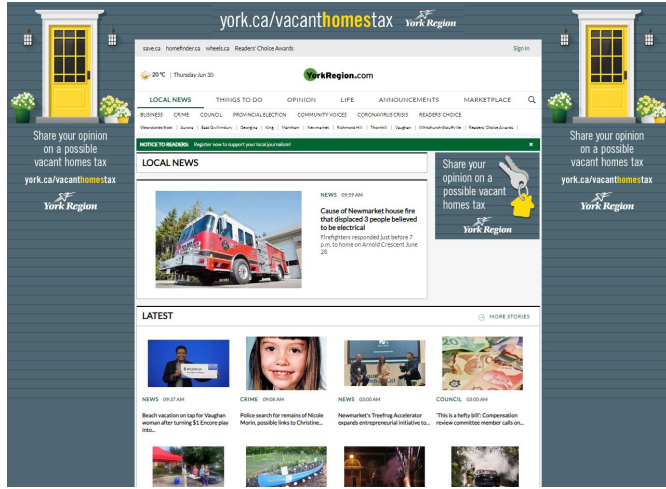 york.ca/vacanthomestax York Region
save.ca homefinder.ca wheels.ca Readers' Choice Awards Sign in
20°C | Thursday Jun 30
YorkRegion.com
LOCAL NEWS THINGS TO DO OPINION LIFE ANNOUNCEMENTS MARKETPLACE
BUSINESS CRIME COUNCIL PROVINCIAL ELECTION COMMUNITY VOICES CORONAVIRUS CRISIS READERS' CHOICE
View stories from | Aurora | East Gwillimbury | Georgina | King | Markham | Newmarket | Richmond Hill | Thornhill | Vaughan | Whitchurch-Stouffville | Readers' Choice Awards |
NOTICE TO READERS: Register now to support your local journalism! ×
Share your opinion
on a possible
vacant homes tax
york.ca/vacanthomestax
York Region
LOCAL NEWS
NEWS 09:59 AM
Cause of Newmarket house fire
that displaced 3 people believed
to be electrical
Firefighters responded just before 7
p.m. to home on Arnold Crescent June
28
Share your
opinion on a
possible vacant
homes tax
York Region
Share your opinion
on a possible
vacant homes tax
york.ca/vacanthomestax
York Region
LATEST
MORE STORIES
NEWS 09:37 AM
Beach vacation on tap for Vaughan
woman after turning $1 Encore play
into...
CRIME 09:08 AM
Police search for remains of Nicole
Morin, possible links to Christine...
NEWS 03:00 AM
Newmarket's Treefrog Accelerator
expands entrepreneurial initiative to...
COUNCIL 03:00 AM
'This is a hefty bill': Compensation
review committee member calls on...